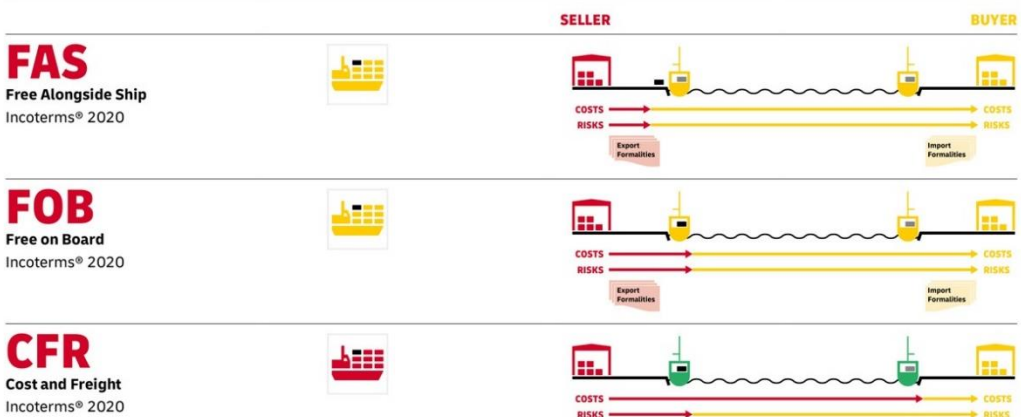 SELLER BUYER
FAS
Free Alongside Ship
Incoterms® 2020
COSTS COSTS
RISKS RISKS
Export
Formalities
Import
Formalities
FOB
Free on Board
Incoterms® 2020
COSTS COSTS
RISKS RISKS
Export
Formalities
Import
Formalities
CFR
Cost and Freight
Incoterms® 2020
COSTS COSTS
RISKS RISKS